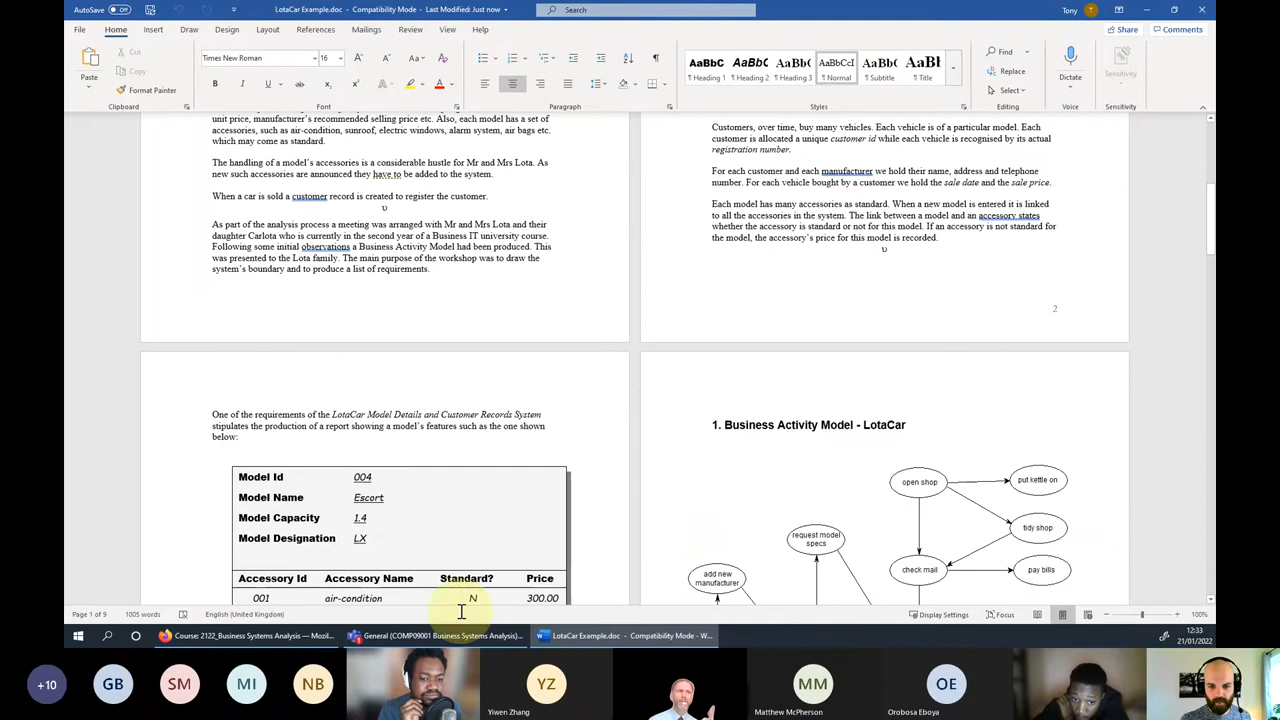 AutoSave Off
LotaCar Example.doc - Compatibility Mode - Last Modified: Just now
Search
Tony
T
File Home Insert Draw Design Layout References Mailings Review View Help
Share Comments
Paste
Cut
Copy
Format Painter
Clipboard
Times New Roman 16
Font
Paragraph
AaBbC ¶ Heading 1
AaBbC ¶ Heading 2
AaBbC ¶ Heading 3
AaBbCcI ¶ Normal
AaBbC ¶ Subtitle
AaBb ¶ Title
Styles
Find
Replace
Select
Editing
Dictate
Voice
Sensitivity
Sensitivity
unit price, manufacturer's recommended selling price etc. Also, each model has a set of
accessories, such as air-condition, sunroof, electric windows, alarm system, air bags etc.
which may come as standard.
The handling of a model's accessories is a considerable hustle for Mr and Mrs Lota. As
new such accessories are announced they have to be added to the system.
When a car is sold a customer record is created to register the customer.
υ
As part of the analysis process a meeting was arranged with Mr and Mrs Lota and their
daughter Carlota who is currently in the second year of a Business IT university course.
Following some initial observations a Business Activity Model had been produced. This
was presented to the Lota family. The main purpose of the workshop was to draw the
system's boundary and to produce a list of requirements.
Customers, over time, buy many vehicles. Each vehicle is of a particular model. Each
customer is allocated a unique customer id while each vehicle is recognised by its actual
registration number.
For each customer and each manufacturer we hold their name, address and telephone
number. For each vehicle bought by a customer we hold the sale date and the sale price.
Each model has many accessories as standard. When a new model is entered it is linked
to all the accessories in the system. The link between a model and an accessory states
whether the accessory is standard or not for this model. If an accessory is not standard for
the model, the accessory's price for this model is recorded.
υ
2
One of the requirements of the LotaCar Model Details and Customer Records System
stipulates the production of a report showing a model's features such as the one shown
below:
Model Id 004
Model Name Escort
Model Capacity 1.4
Model Designation LX
Accessory Id Accessory Name Standard? Price
001 air-condition N 300.00
1. Business Activity Model - LotaCar
open shop
put kettle on
tidy shop
request model
specs
check mail
pay bills
add new
manufacturer
Page 1 of 9 1005 words English (United Kingdom)
Display Settings Focus 100%
Course: 2122_Business Systems Analysis — Mozil...
General (COMP09001 Business Systems Analysis)...
LotaCar Example.doc - Compatibility Mode - W...
12:33
21/01/2022
+10 GB SM MI NB YZ MM OE
Yiwen Zhang
Matthew McPherson
Orobosa Eboya